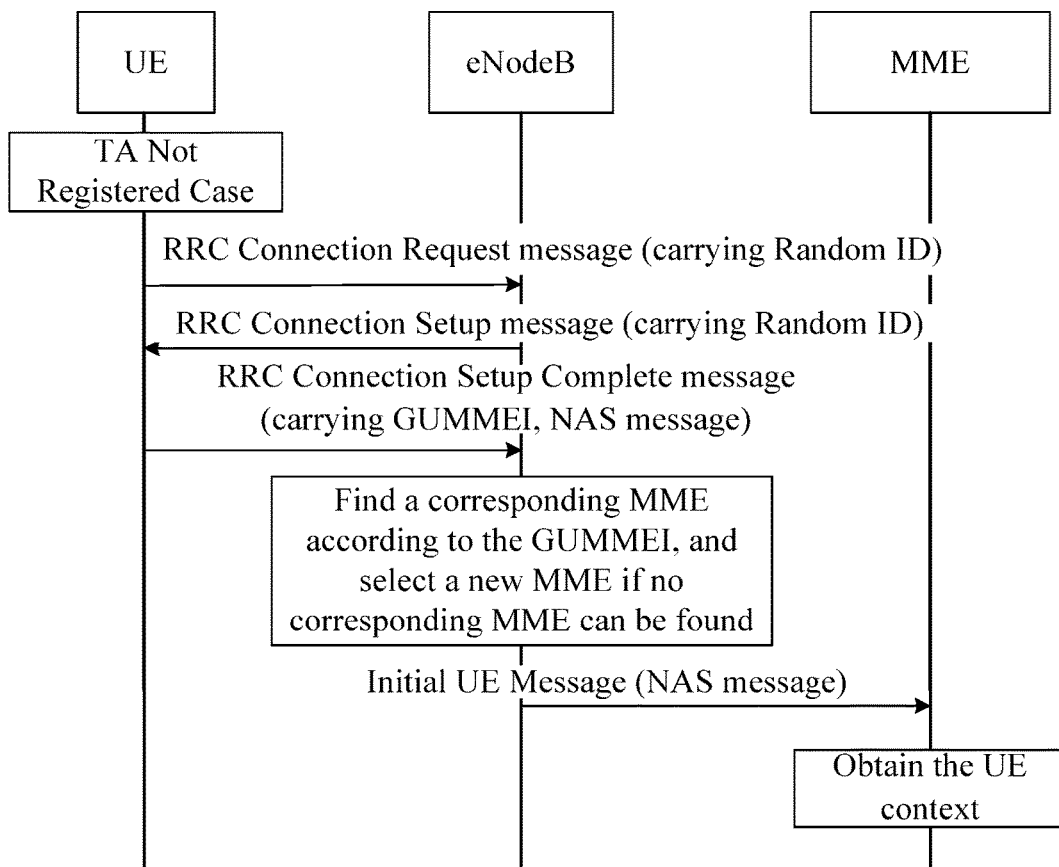 UE
eNodeB
MME
TA Not
Registered Case
RRC Connection Request message (carrying Random ID)
RRC Connection Setup message (carrying Random ID)
RRC Connection Setup Complete message
(carrying GUMMEI, NAS message)
Find a corresponding MME
according to the GUMMEI, and
select a new MME if no
corresponding MME can be found
Initial UE Message (NAS message)
Obtain the UE
context